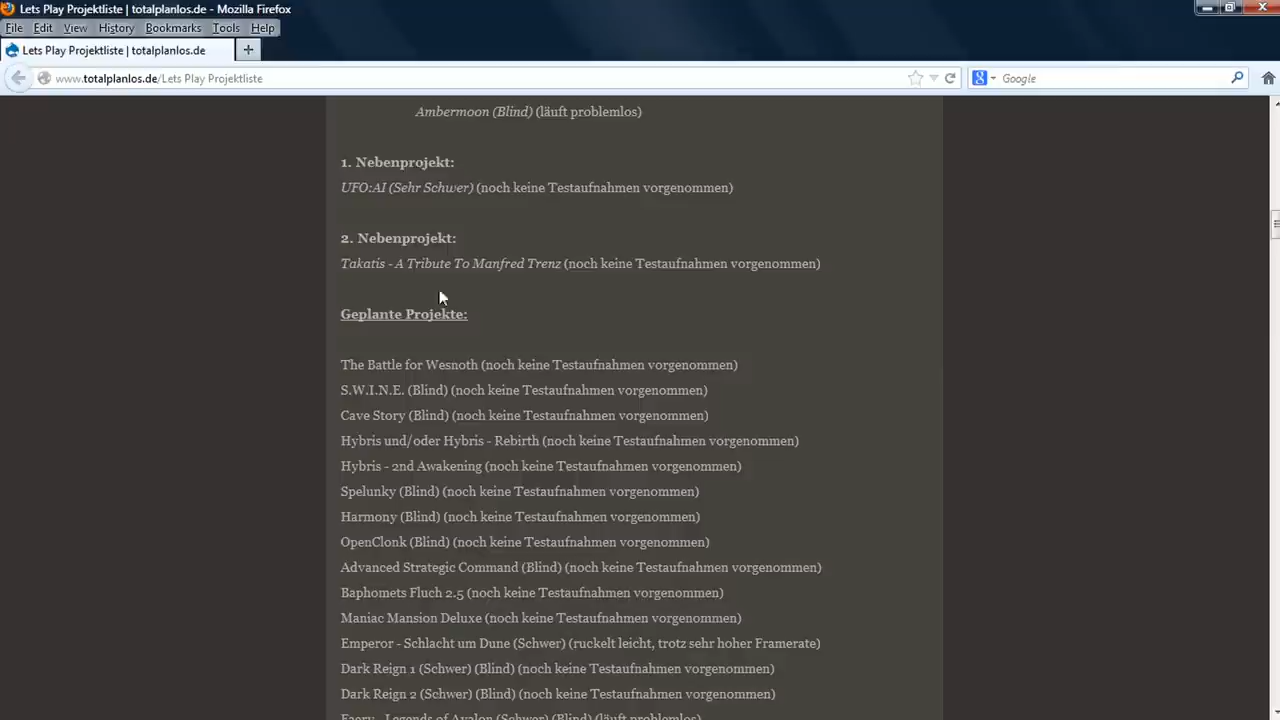 Lets Play Projektliste | totalplanlos.de - Mozilla Firefox
File Edit View History Bookmarks Tools Help
Lets Play Projektliste | totalplanlos.de
www.totalplanlos.de/Lets Play Projektliste
Google
Ambermoon (Blind) (läuft problemlos)
1. Nebenprojekt:
UFO:AI (Sehr Schwer) (noch keine Testaufnahmen vorgenommen)
2. Nebenprojekt:
Takatis - A Tribute To Manfred Trenz (noch keine Testaufnahmen vorgenommen)
Geplante Projekte:
The Battle for Wesnoth (noch keine Testaufnahmen vorgenommen)
S.W.I.N.E. (Blind) (noch keine Testaufnahmen vorgenommen)
Cave Story (Blind) (noch keine Testaufnahmen vorgenommen)
Hybris und/oder Hybris - Rebirth (noch keine Testaufnahmen vorgenommen)
Hybris - 2nd Awakening (noch keine Testaufnahmen vorgenommen)
Spelunky (Blind) (noch keine Testaufnahmen vorgenommen)
Harmony (Blind) (noch keine Testaufnahmen vorgenommen)
OpenClonk (Blind) (noch keine Testaufnahmen vorgenommen)
Advanced Strategic Command (Blind) (noch keine Testaufnahmen vorgenommen)
Baphomets Fluch 2.5 (noch keine Testaufnahmen vorgenommen)
Maniac Mansion Deluxe (noch keine Testaufnahmen vorgenommen)
Emperor - Schlacht um Dune (Schwer) (ruckelt leicht, trotz sehr hoher Framerate)
Dark Reign 1 (Schwer) (Blind) (noch keine Testaufnahmen vorgenommen)
Dark Reign 2 (Schwer) (Blind) (noch keine Testaufnahmen vorgenommen)
Faery - Legends of Avalon (Schwer) (Blind) (läuft problemlos)